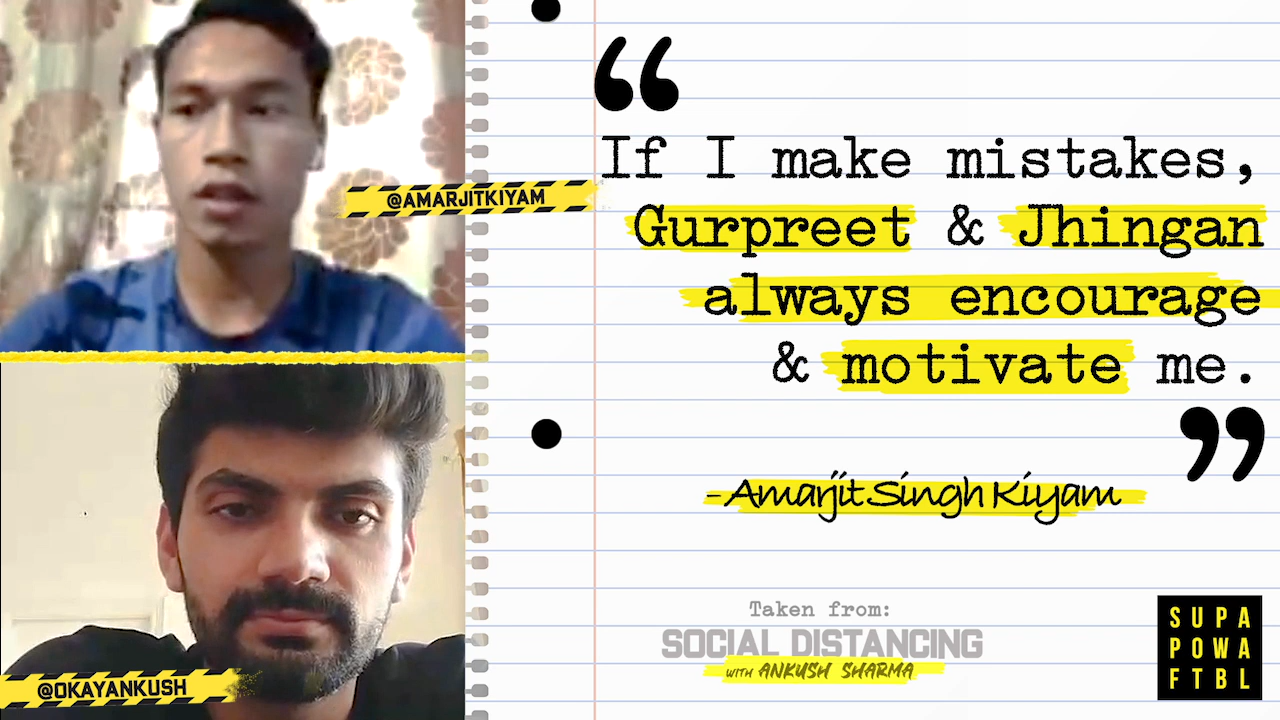 @AMARJITKIYAM
@OKAYANKUSH
“
If I make mistakes,
Gurpreet & Jhingan
always encourage
& motivate me.
”
-Amarjit Singh Kiyam
Taken from:
SOCIAL DISTANCING
WITH ANKUSH SHARMA
SUPA
POWA
FTBL